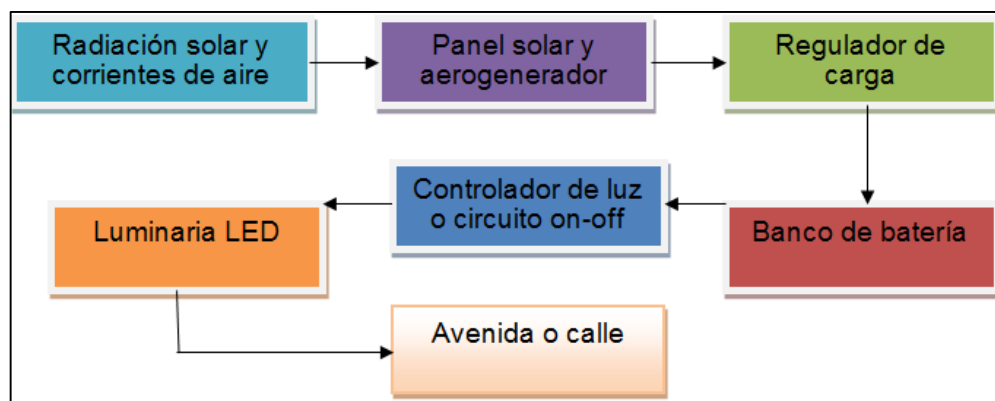 Radiación solar y
corrientes de aire
Panel solar y
aerogenerador
Regulador de
carga
Controlador de luz
o circuito on-off
Luminaria LED
Banco de batería
Avenida o calle